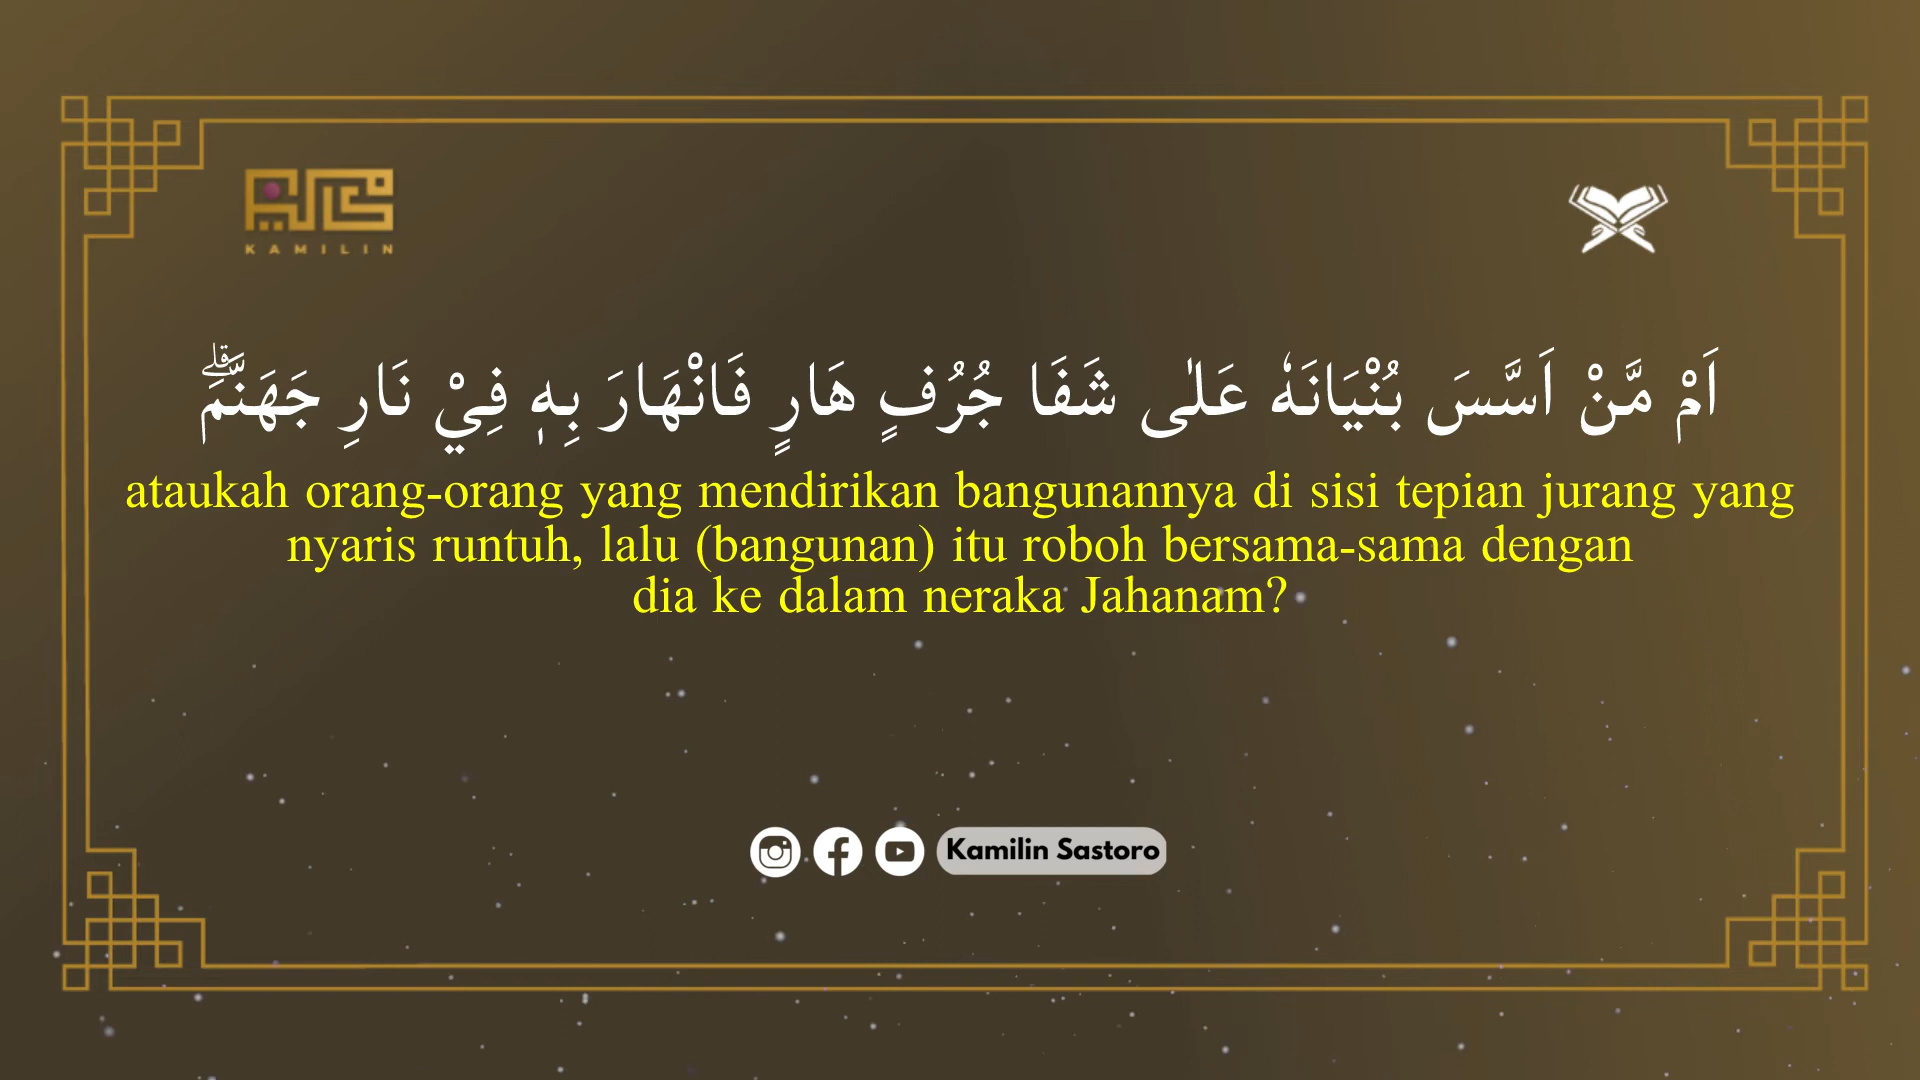 KAMILIN
اَمْ مَّنْ اَسَّسَ بُنْيَانَهٗ عَلٰى شَفَا جُرُفٍ هَارٍ فَانْهَارَ بِهٖ فِيْ نَارِ جَهَنَّمَۗ
ataukah orang-orang yang mendirikan bangunannya di sisi tepian jurang yang
nyaris runtuh, lalu (bangunan) itu roboh bersama-sama dengan
dia ke dalam neraka Jahanam?
Kamilin Sastoro